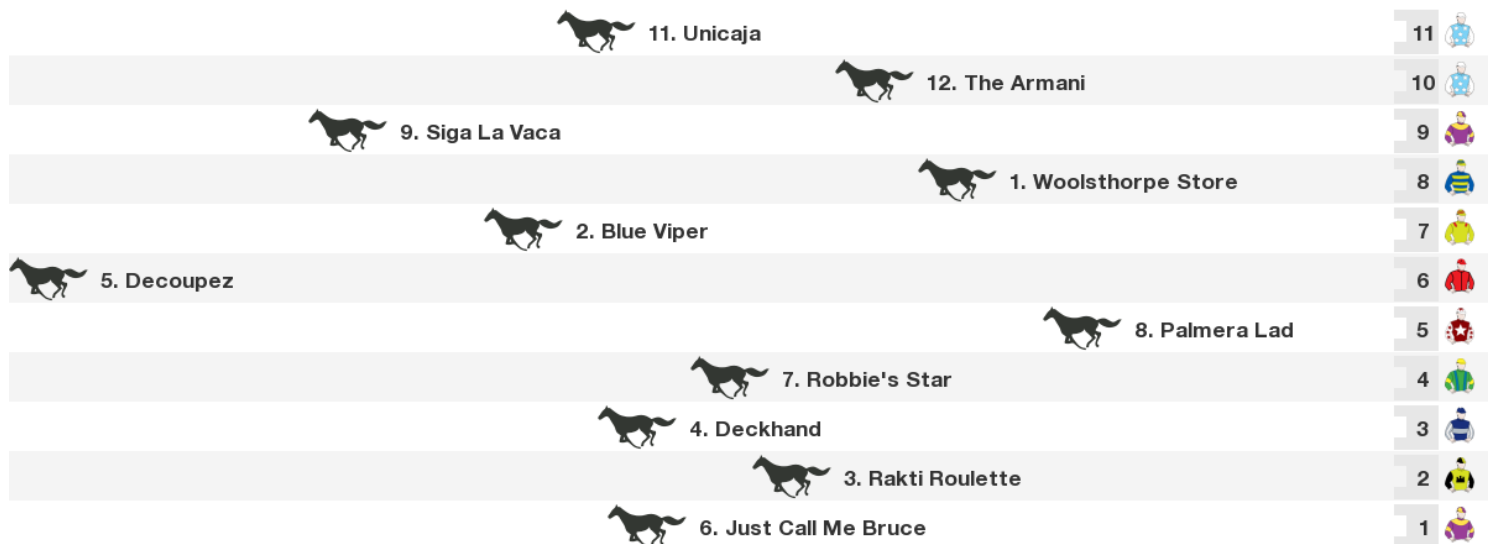 11. Unicaja 11
12. The Armani 10
9. Siga La Vaca 9
1. Woolsthorpe Store 8
2. Blue Viper 7
5. Decoupez 6
8. Palmera Lad 5
7. Robbie's Star 4
4. Deckhand 3
3. Rakti Roulette 2
6. Just Call Me Bruce 1